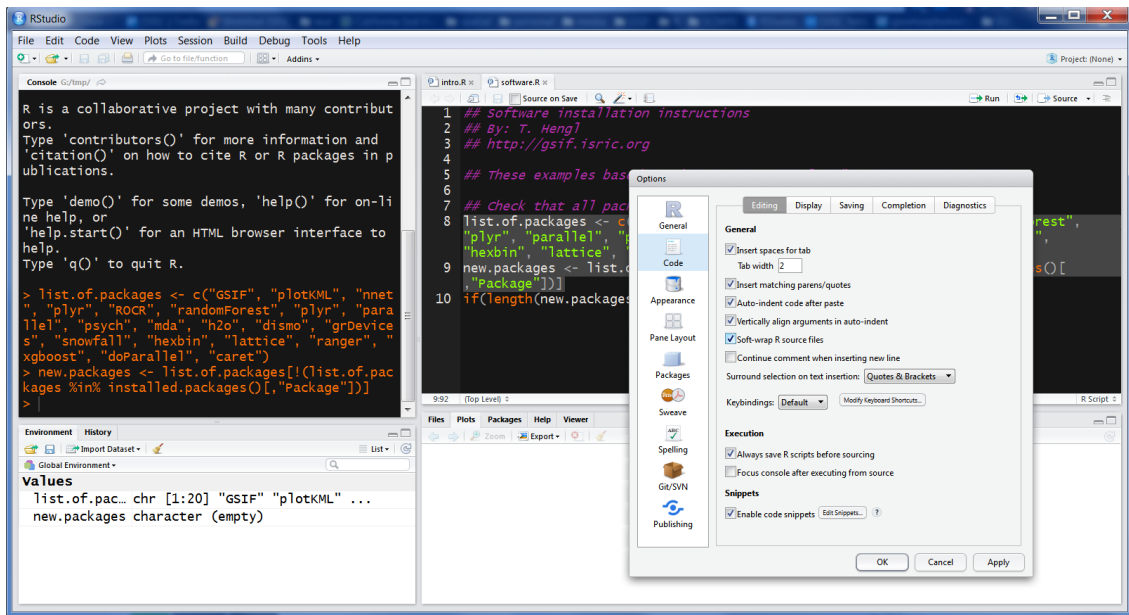 RStudio
File Edit Code View Plots Session Build Debug Tools Help
Go to file/function Addins Project: (None)
Console G:/tmp/
R is a collaborative project with many contribut
ors.
Type 'contributors()' for more information and
'citation()' on how to cite R or R packages in p
ublications.
Type 'demo()' for some demos, 'help()' for on-li
ne help, or
'help.start()' for an HTML browser interface to
help.
Type 'q()' to quit R.
> list.of.packages <- c("GSIF", "plotKML", "nnet
", "plyr", "ROCR", "randomForest", "plyr", "para
llel", "psych", "mda", "h2o", "dismo", "grDevice
s", "snowfall", "hexbin", "lattice", "ranger", "
xgboost", "doParallel", "caret")
> new.packages <- list.of.packages[!(list.of.pac
kages %in% installed.packages()[,"Package"])]
>
Environment History
Import Dataset List
Global Environment
Values
list.of.pac… chr [1:20] "GSIF" "plotKML" ...
new.packages character (empty)
intro.R software.R
Source on Save Run Source
1 ## Software installation instructions
2 ## By: T. Hengl
3 ## http://gsif.isric.org
4
5 ## These examples bas
6
7 ## Check that all pac
8 list.of.packages <- c rest",
"plyr", "parallel", "p ",
"hexbin", "lattice", "
9 new.packages <- list.o s()[
,"Package"])]
10 if(length(new.packages
9:92 (Top Level) R Script
Files Plots Packages Help Viewer
Zoom Export
Options
General
Code
Appearance
Pane Layout
Packages
Sweave
ABC
Spelling
Git/SVN
Publishing
Editing Display Saving Completion Diagnostics
General
Insert spaces for tab
Tab width 2
Insert matching parens/quotes
Auto-indent code after paste
Vertically align arguments in auto-indent
Soft-wrap R source files
Continue comment when inserting new line
Surround selection on text insertion: Quotes & Brackets
Keybindings: Default Modify Keyboard Shortcuts...
Execution
Always save R scripts before sourcing
Focus console after executing from source
Snippets
Enable code snippets Edit Snippets... ?
OK Cancel Apply